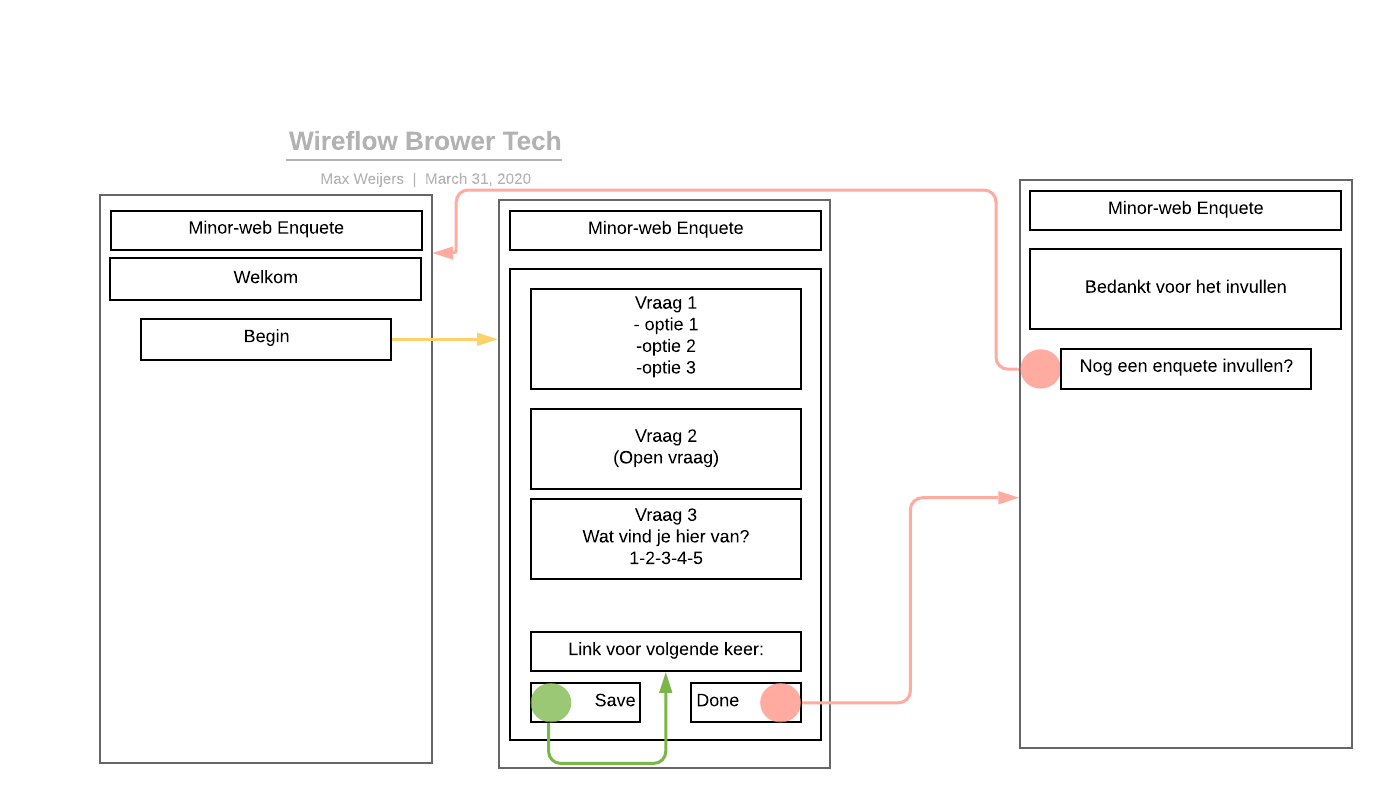 Wireflow Brower Tech
Max Weijers | March 31, 2020
Minor-web Enquete
Welkom
Begin
Minor-web Enquete
Vraag 1
- optie 1
-optie 2
-optie 3
Vraag 2
(Open vraag)
Vraag 3
Wat vind je hier van?
1-2-3-4-5
Link voor volgende keer:
Save
Done
Minor-web Enquete
Bedankt voor het invullen
Nog een enquete invullen?